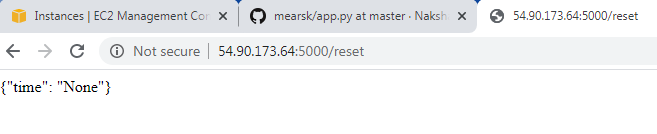 Instances | EC2 Management Con
mearsk/app.py at master · Naksh
54.90.173.64:5000/reset
Not secure | 54.90.173.64:5000/reset
{"time": "None"}